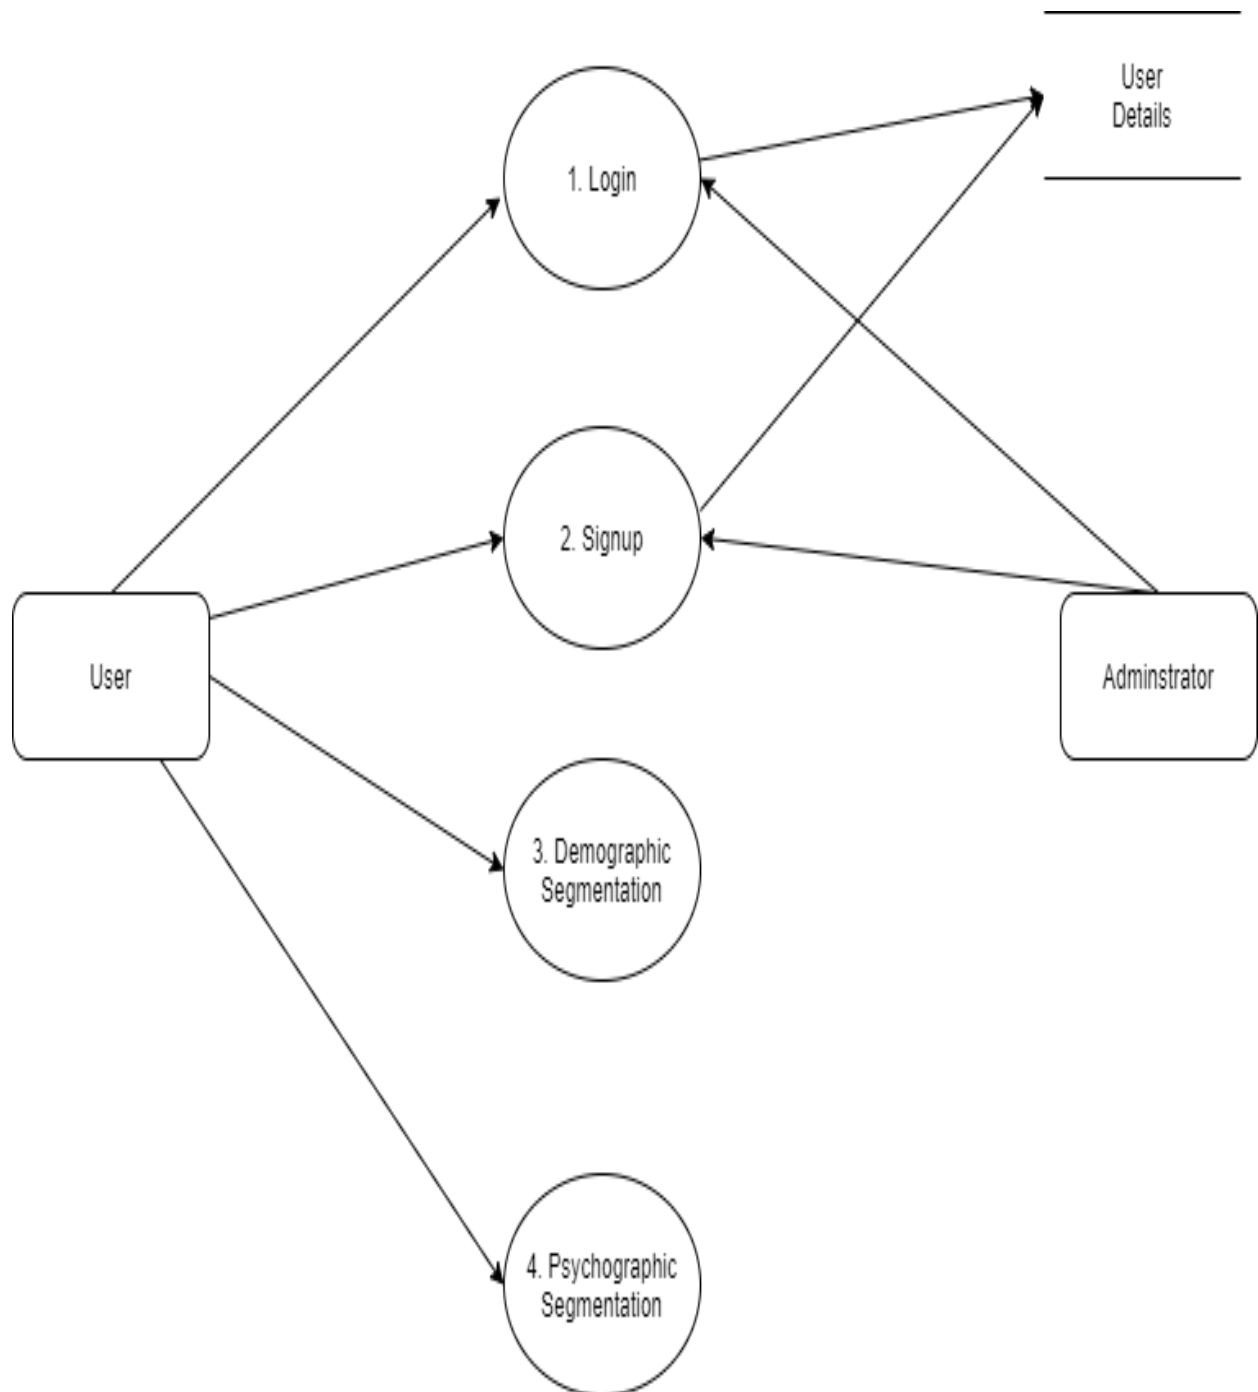 User
Details
1. Login
2. Signup
User
Adminstrator
3. Demographic
Segmentation
4. Psychographic
Segmentation